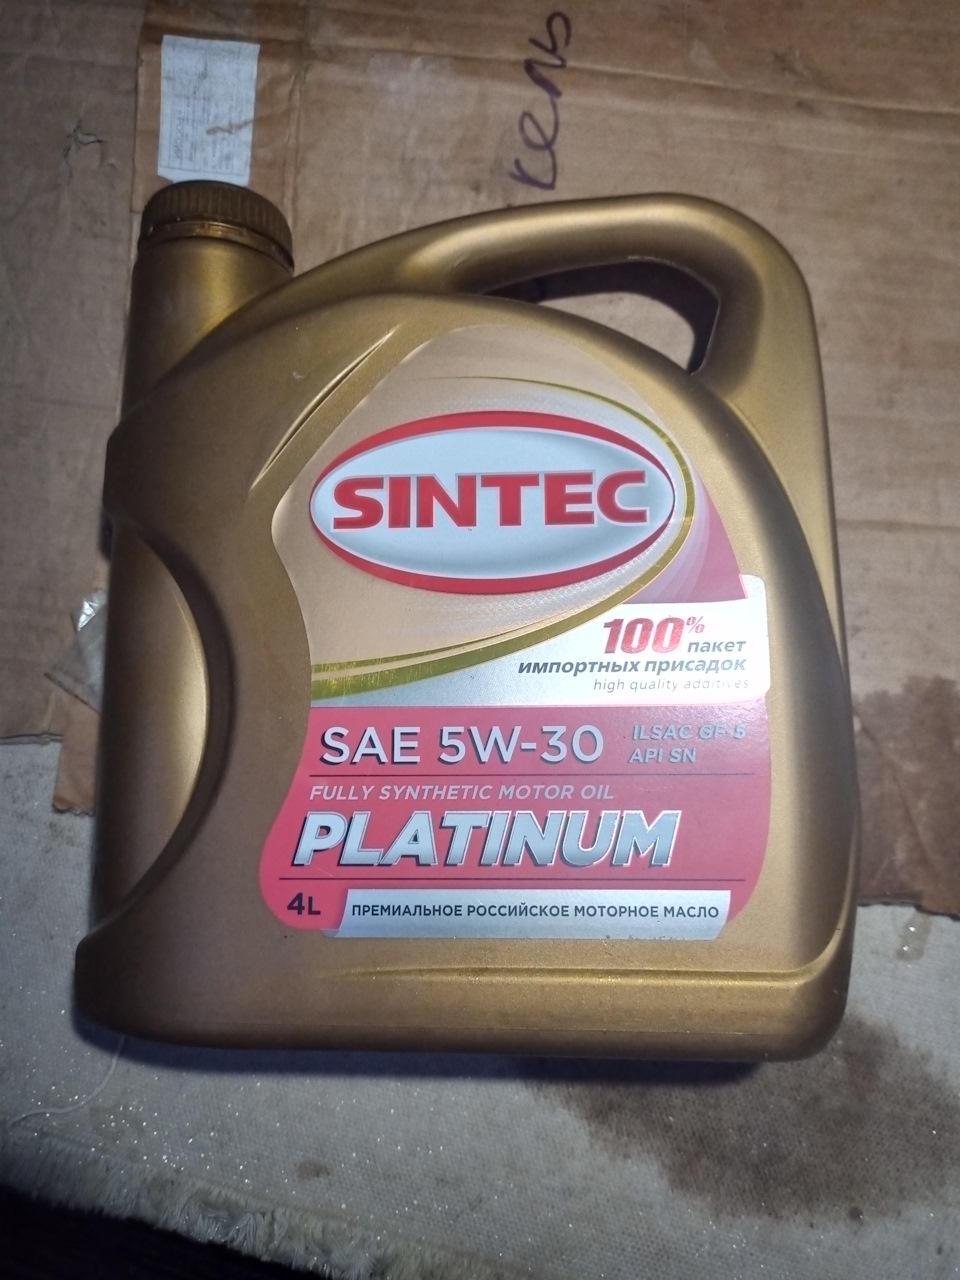 кель
SINTEC
100%
пакет
импортных присадок
high quality additives
SAE 5W-30
ILSAC GF-5
API SN
FULLY SYNTHETIC MOTOR OIL
PLATINUM
4L
ПРЕМИАЛЬНОЕ РОССИЙСКОЕ МОТОРНОЕ МАСЛО